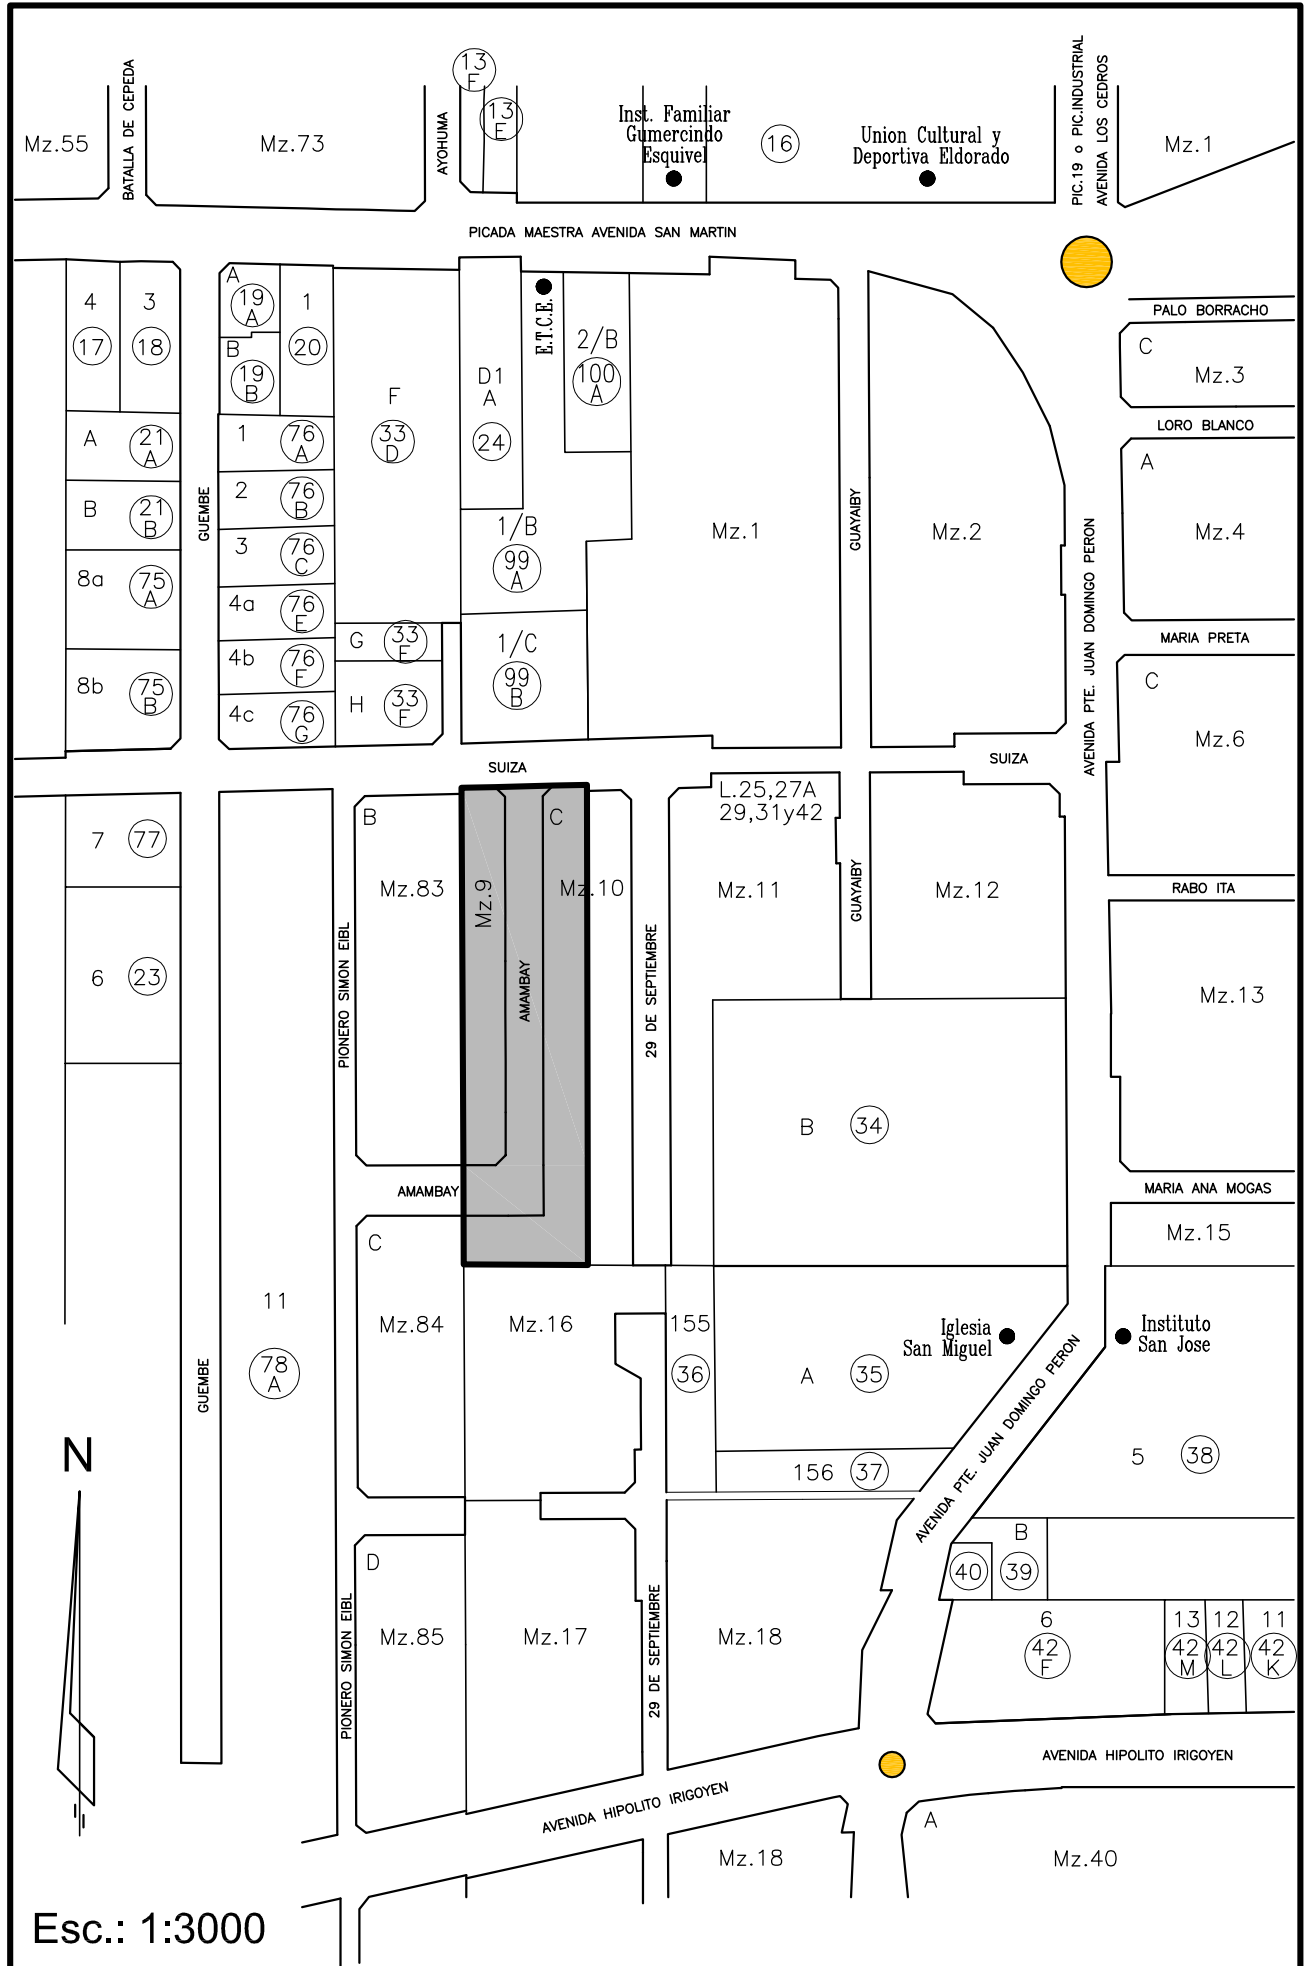 13
F
13
E
BATALLA DE CEPEDA
AYOHUMA
Mz.55
Mz.73
Inst. Familiar
Gumercindo
Esquivel
16
Union Cultural y
Deportiva Eldorado
PIC.19 o PIC.INDUSTRIAL
AVENIDA LOS CEDROS
Mz.1
PICADA MAESTRA AVENIDA SAN MARTIN
4
17
3
18
A
19
A
B
19
B
1
20
F
33
D
D1
A
24
E.T.C.E.
2/B
100
A
PALO BORRACHO
C
Mz.3
LORO BLANCO
A
Mz.4
A
21
A
B
21
B
8a
75
A
8b
75
B
GUEMBE
1
76
A
2
76
B
3
76
C
4a
76
E
4b
76
F
4c
76
G
G
33
E
H
33
F
1/B
99
A
1/C
99
B
Mz.1
GUAYAIBY
Mz.2
AVENIDA PTE. JUAN DOMINGO PERON
MARIA PRETA
C
Mz.6
SUIZA
SUIZA
7
77
6
23
B
Mz.83
Mz.9
C
Mz.10
L.25,27A
29,31y42
Mz.11
GUAYAIBY
Mz.12
RABO ITA
Mz.13
PIONERO SIMON EIBL
AMAMBAY
29 DE SEPTIEMBRE
B
34
AMAMBAY
MARIA ANA MOGAS
Mz.15
C
Mz.84
Mz.16
11
78
A
GUEMBE
155
36
Iglesia
San Miguel
A
35
Instituto
San Jose
AVENIDA PTE. JUAN DOMINGO PERON
156
37
5
38
N
D
Mz.85
PIONERO SIMON EIBL
Mz.17
29 DE SEPTIEMBRE
Mz.18
40
B
39
6
42
F
13
42
M
12
42
L
11
42
K
AVENIDA HIPOLITO IRIGOYEN
AVENIDA HIPOLITO IRIGOYEN
Mz.18
A
Mz.40
Esc.: 1:3000